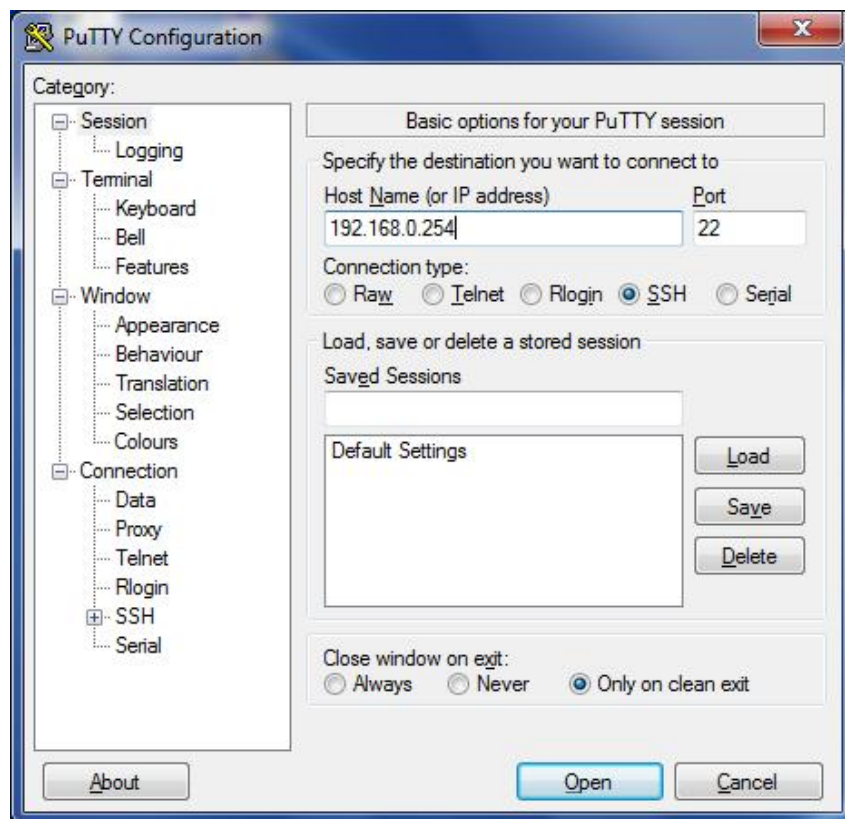 PuTTY Configuration
Category:
Session
Logging
Terminal
Keyboard
Bell
Features
Window
Appearance
Behaviour
Translation
Selection
Colours
Connection
Data
Proxy
Telnet
Rlogin
SSH
Serial
Basic options for your PuTTY session
Specify the destination you want to connect to
Host Name (or IP address) Port
192.168.0.254 22
Connection type:
Raw Telnet Rlogin SSH Serial
Load, save or delete a stored session
Saved Sessions
Default Settings
Load
Save
Delete
Close window on exit:
Always Never Only on clean exit
About Open Cancel